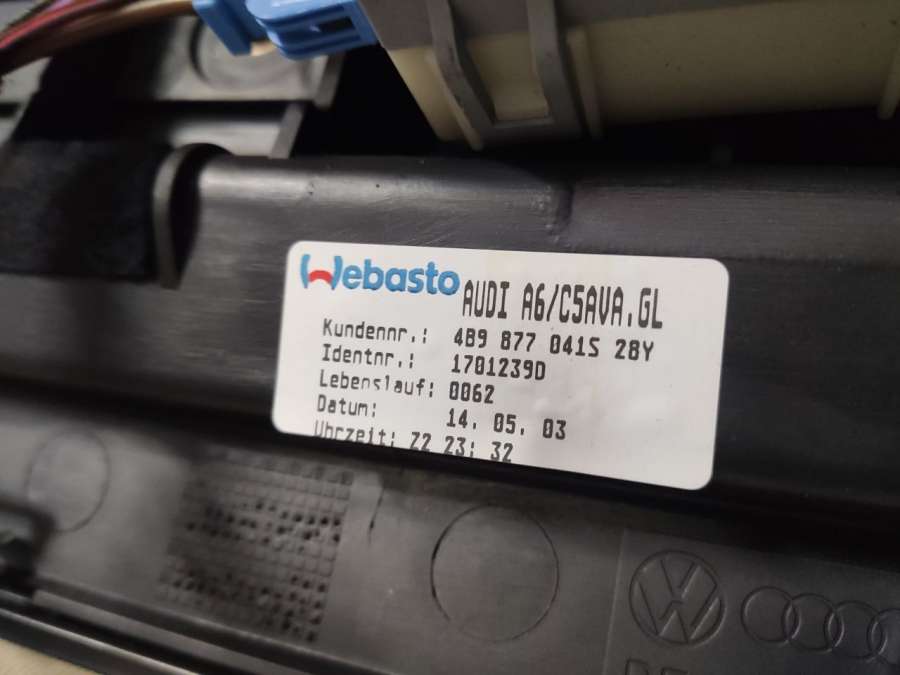 Webasto AUDI A6/C5AVA.GL
Kundennr.: 4B9 877 041S 28Y
Identnr.: 1701239D
Lebenslauf: 0062
Datum: 14. 05. 03
Uhrzeit: Z2 23: 32